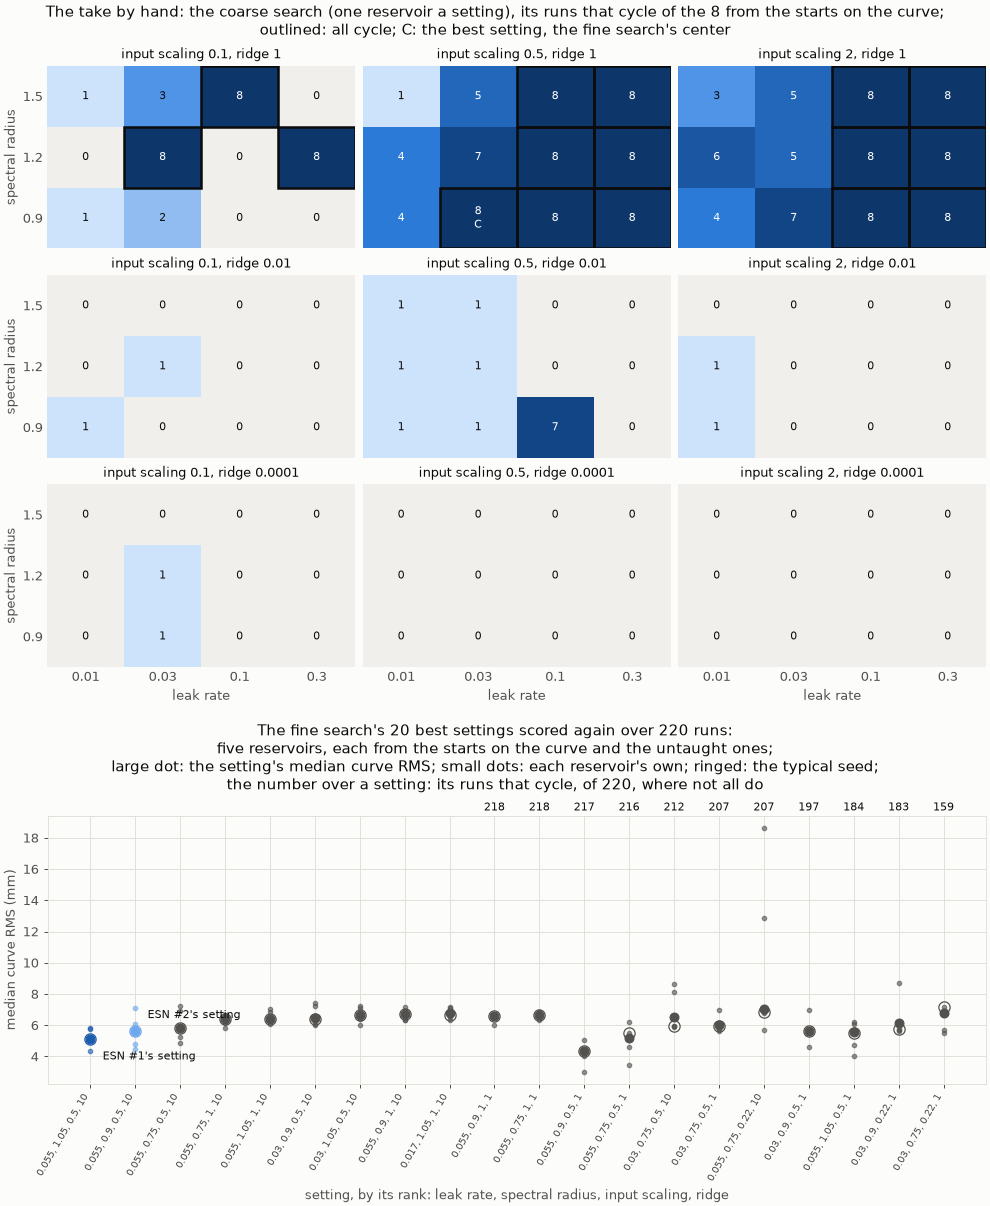 The take by hand: the coarse search (one reservoir a setting), its runs that cycle of the 8 from the starts on the curve;
outlined: all cycle; C: the best setting, the fine search's center
input scaling 0.1, ridge 1
input scaling 0.5, ridge 1
input scaling 2, ridge 1
spectral radius
1.5
1 3 8 0
1 5 8 8
3 5 8 8
1.2
0 8 0 8
4 7 8 8
6 5 8 8
0.9
1 2 0 0
4 8 8 8
C
4 7 8 8
input scaling 0.1, ridge 0.01
input scaling 0.5, ridge 0.01
input scaling 2, ridge 0.01
spectral radius
1.5
0 0 0 0
1 1 0 0
0 0 0 0
1.2
0 1 0 0
1 1 0 0
1 0 0 0
0.9
1 0 0 0
1 1 7 0
1 0 0 0
input scaling 0.1, ridge 0.0001
input scaling 0.5, ridge 0.0001
input scaling 2, ridge 0.0001
spectral radius
1.5
0 0 0 0
0 0 0 0
0 0 0 0
1.2
0 1 0 0
0 0 0 0
0 0 0 0
0.9
0 1 0 0
0 0 0 0
0 0 0 0
0.01 0.03 0.1 0.3
0.01 0.03 0.1 0.3
0.01 0.03 0.1 0.3
leak rate
leak rate
leak rate
The fine search's 20 best settings scored again over 220 runs:
five reservoirs, each from the starts on the curve and the untaught ones;
large dot: the setting's median curve RMS; small dots: each reservoir's own; ringed: the typical seed;
the number over a setting: its runs that cycle, of 220, where not all do
218 218 217 216 212 207 207 197 184 183 159
median curve RMS (mm)
18
16
14
12
10
8
6
4
ESN #2's setting
ESN #1's setting
0.055, 1.05, 0.5, 10
0.055, 0.9, 0.5, 10
0.055, 0.75, 0.5, 10
0.055, 0.75, 1, 10
0.055, 1.05, 1, 10
0.03, 0.9, 0.5, 10
0.03, 1.05, 0.5, 10
0.055, 0.9, 1, 10
0.017, 1.05, 1, 10
0.055, 0.9, 1, 1
0.055, 0.75, 1, 1
0.055, 0.9, 0.5, 1
0.055, 0.75, 0.5, 1
0.03, 0.75, 0.5, 10
0.03, 0.75, 0.5, 1
0.055, 0.75, 0.22, 10
0.03, 0.9, 0.5, 1
0.055, 1.05, 0.5, 1
0.03, 0.9, 0.22, 1
0.03, 0.75, 0.22, 1
setting, by its rank: leak rate, spectral radius, input scaling, ridge